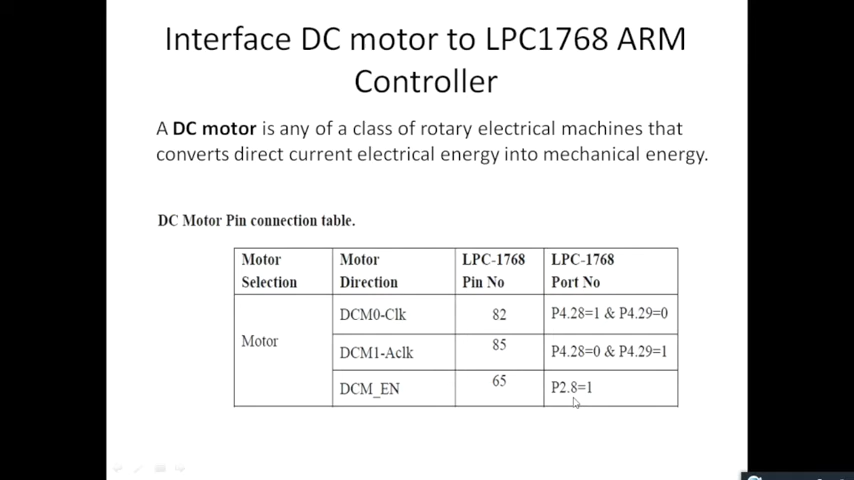 Interface DC motor to LPC1768 ARM
Controller
A DC motor is any of a class of rotary electrical machines that
converts direct current electrical energy into mechanical energy.
DC Motor Pin connection table.
Motor Selection | Motor Direction | LPC-1768 Pin No | LPC-1768 Port No
Motor | DCM0-Clk | 82 | P4.28=1 & P4.29=0
DCM1-Aclk | 85 | P4.28=0 & P4.29=1
DCM_EN | 65 | P2.8=1